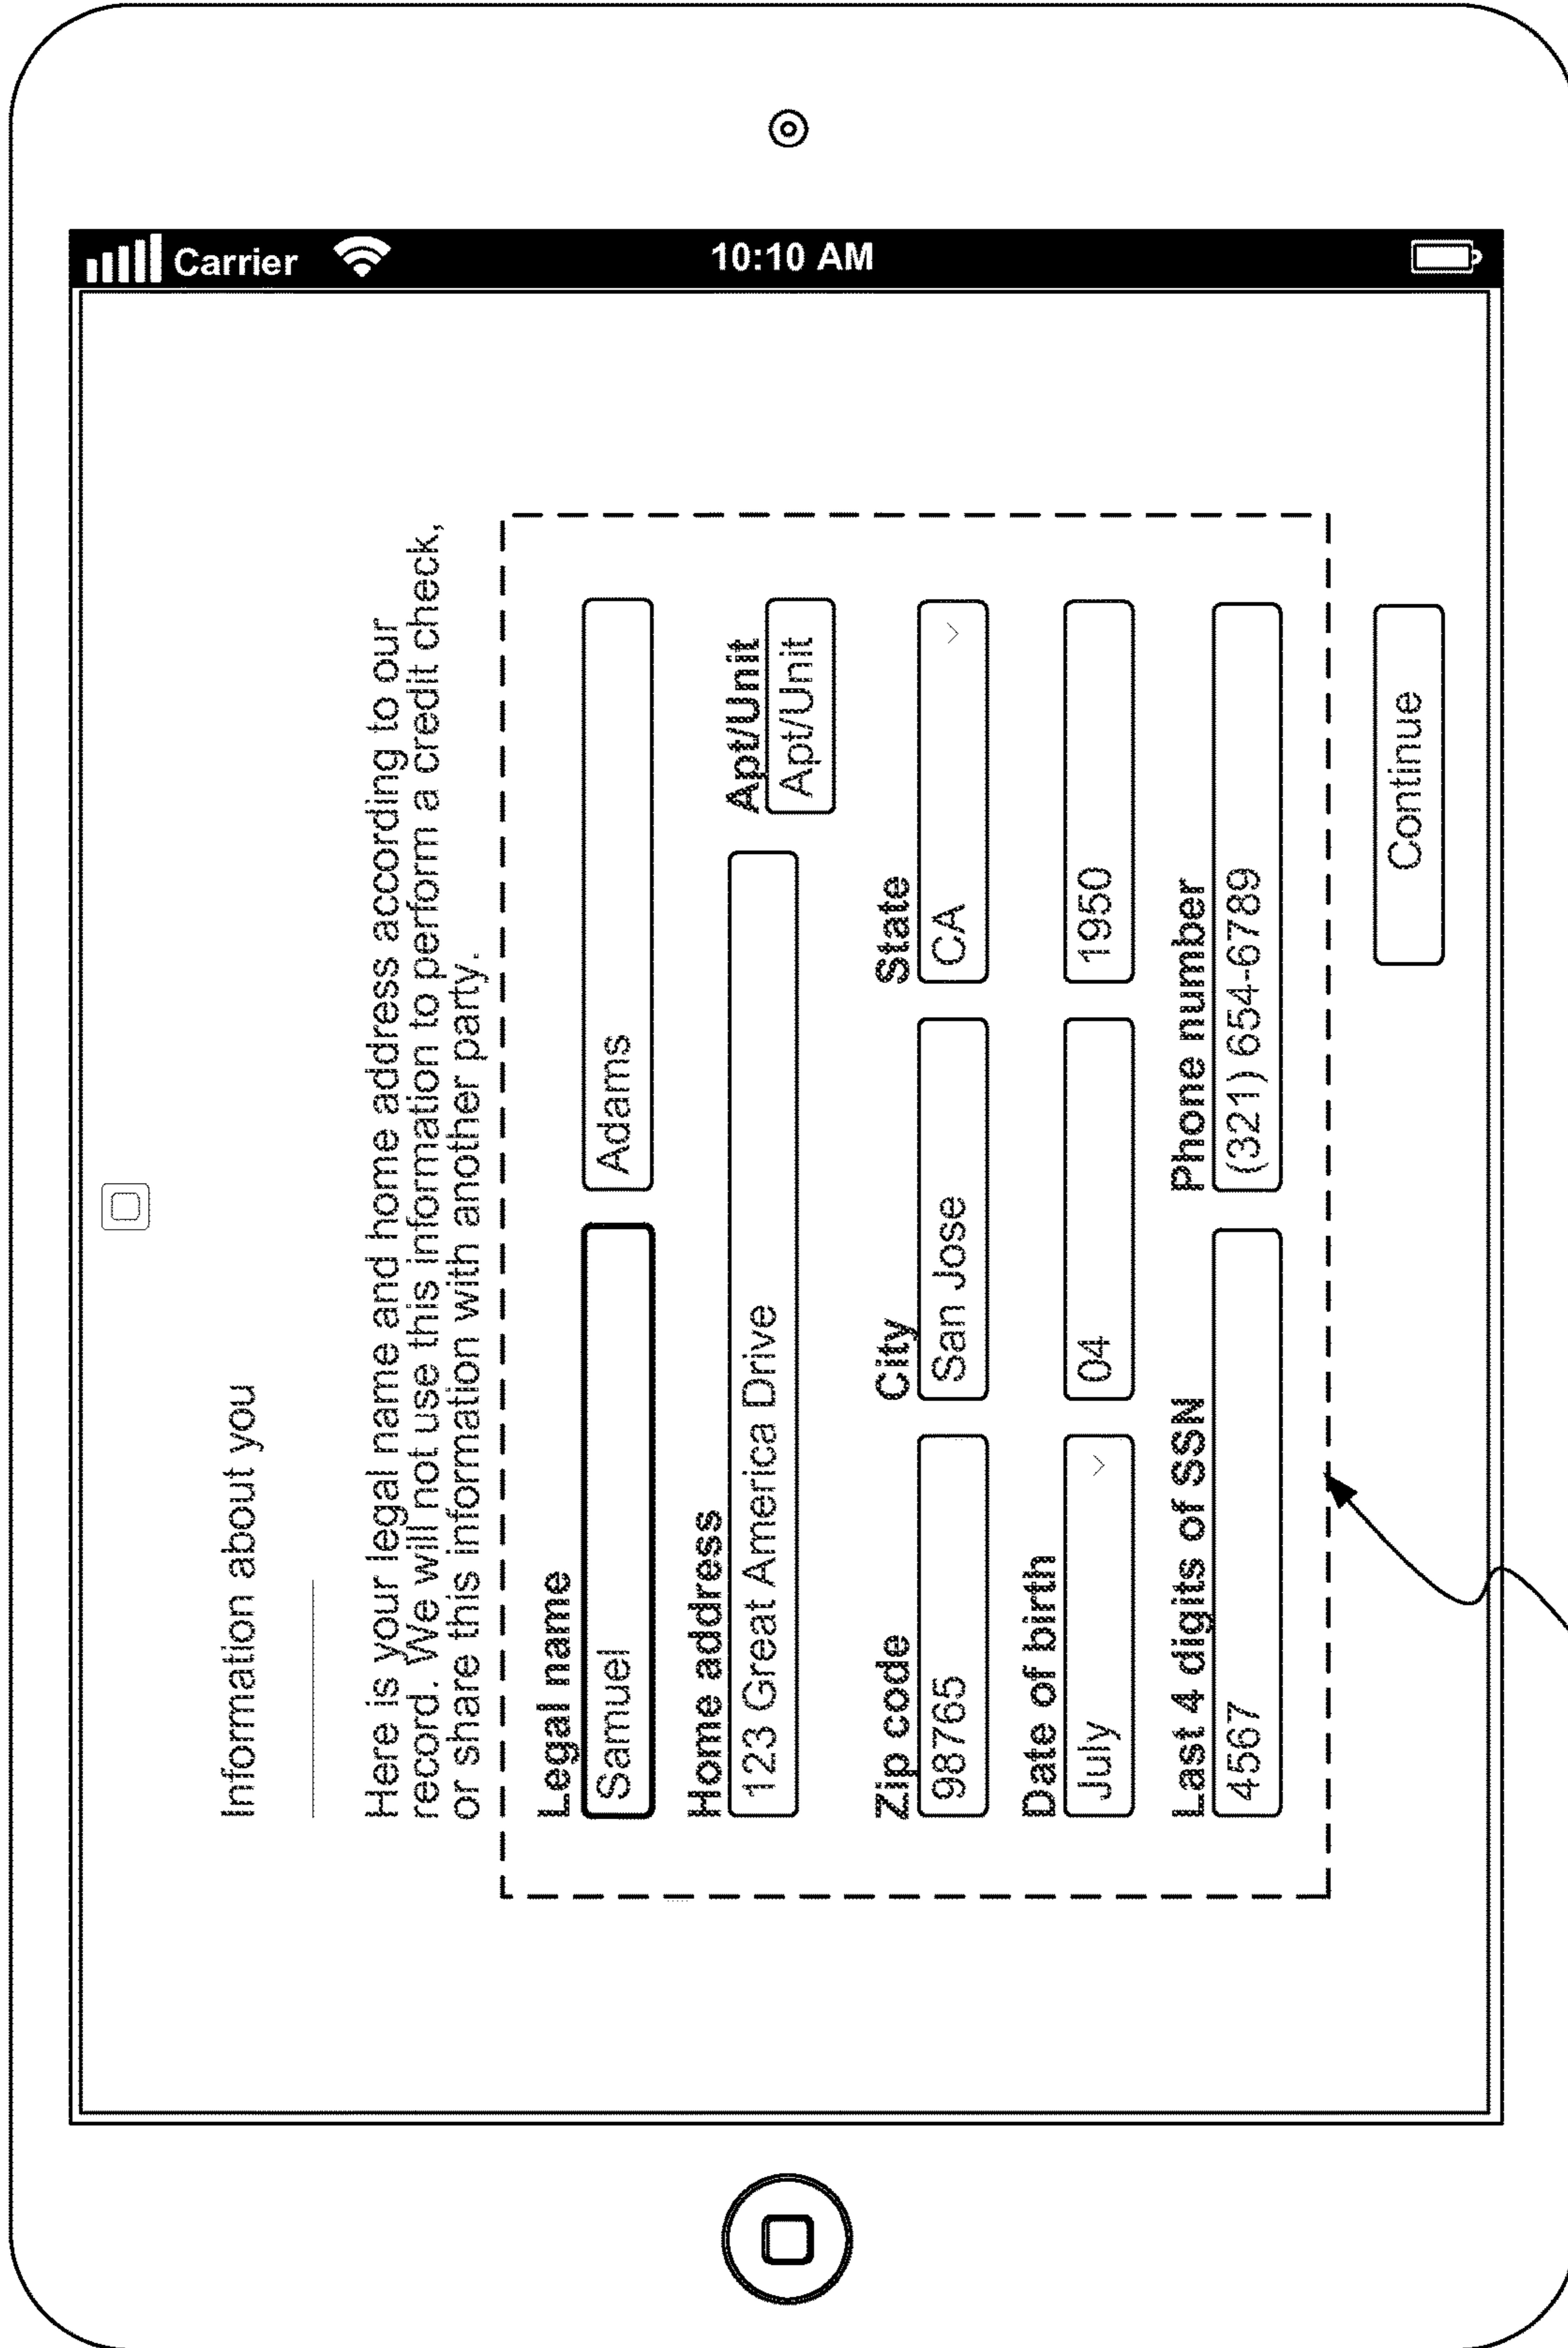 Carrier
10:10 AM
Information about you
Here is your legal name and home address according to our
record. We will not use this information to perform a credit check,
or share this information with another party.
Legal name
Samuel
Adams
Home address
Apt/Unit
123 Great America Drive
Apt/Unit
Zip code
City
State
98765
San Jose
CA
Date of birth
July
04
1950
Last 4 digits of SSN
Phone number
4567
(321) 654-6789
Continue